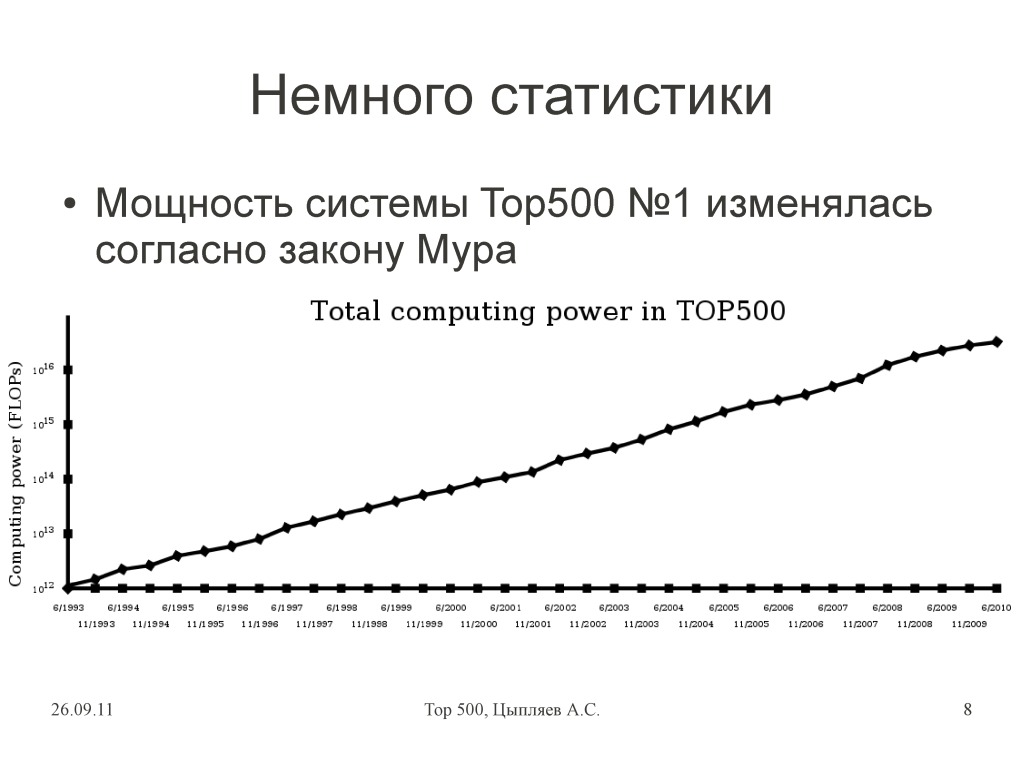 Немного статистики
• Мощность системы Top500 №1 изменялась
согласно закону Мура
Total computing power in TOP500
Computing power (FLOPs)
10^16
10^15
10^14
10^13
10^12
6/1993 6/1994 6/1995 6/1996 6/1997 6/1998 6/1999 6/2000 6/2001 6/2002 6/2003 6/2004 6/2005 6/2006 6/2007 6/2008 6/2009 6/2010
11/1993 11/1994 11/1995 11/1996 11/1997 11/1998 11/1999 11/2000 11/2001 11/2002 11/2003 11/2004 11/2005 11/2006 11/2007 11/2008 11/2009
26.09.11 Top 500, Цыпляев А.С. 8